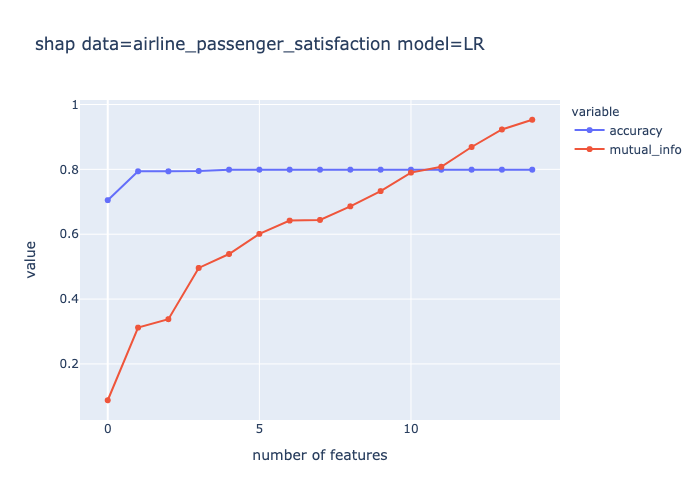 shap data=airline_passenger_satisfaction model=LR
variable
accuracy
mutual_info
1
0.8
0.6
0.4
0.2
value
0 5 10
number of features